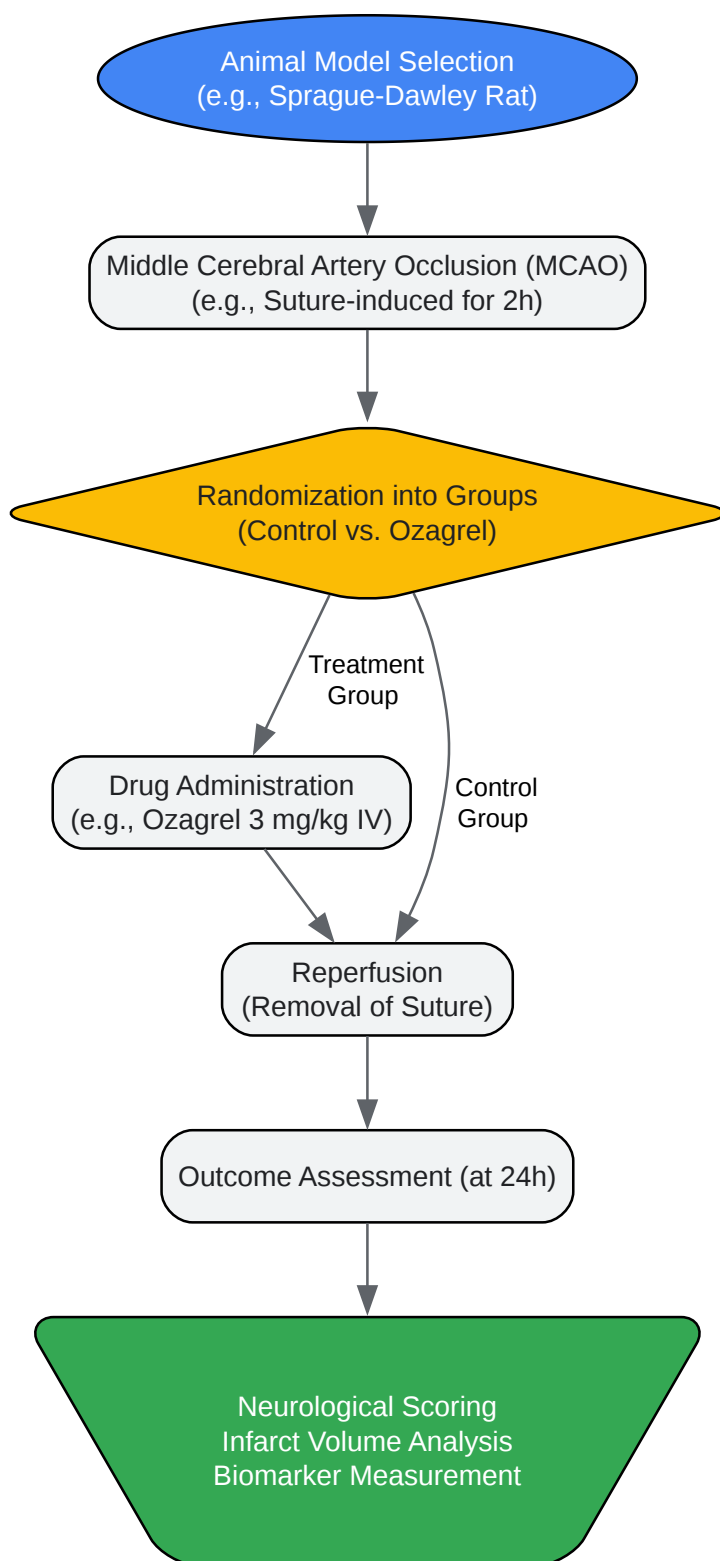 Animal Model Selection
(e.g., Sprague-Dawley Rat)
Middle Cerebral Artery Occlusion (MCAO)
(e.g., Suture-induced for 2h)
Randomization into Groups
(Control vs. Ozagrel)
Treatment
Group
Drug Administration
(e.g., Ozagrel 3 mg/kg IV)
Control
Group
Reperfusion
(Removal of Suture)
Outcome Assessment (at 24h)
Neurological Scoring
Infarct Volume Analysis
Biomarker Measurement